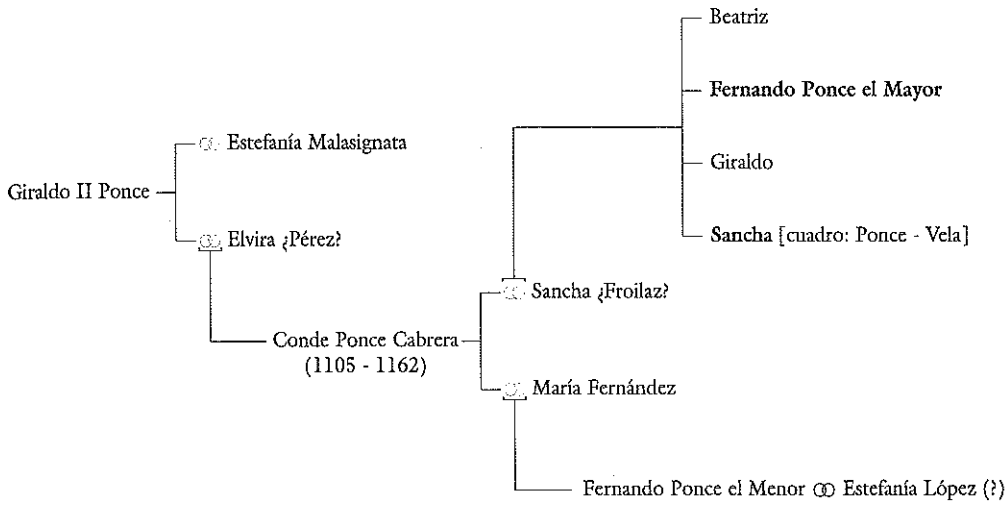 Beatriz
Fernando Ponce el Mayor
Estefanía Malasignata
Giraldo
Giraldo II Ponce
Elvira ¿Pérez?
Sancha [cuadro: Ponce - Vela]
Sancha ¿Froilaz?
Conde Ponce Cabrera
(1105 - 1162)
María Fernández
Fernando Ponce el Menor ⚭ Estefanía López (?)